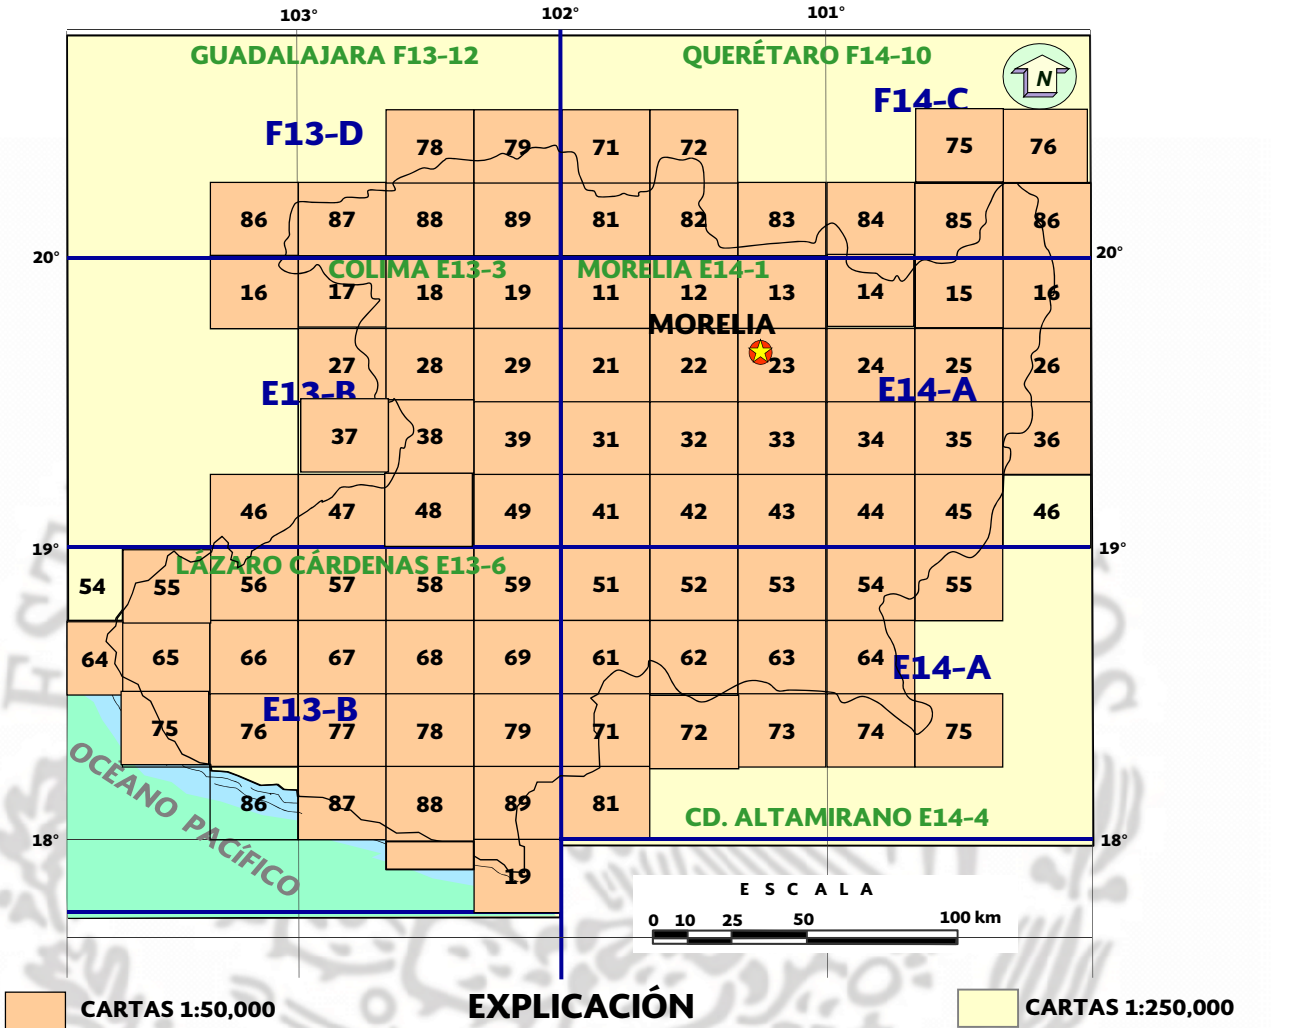 103° 102° 101°
GUADALAJARA F13-12 QUERÉTARO F14-10
N
F14-C
F13-D
78 79 71 72 75 76
86 87 88 89 81 82 83 84 85 86
20° 20°
COLIMA E13-3 MORELIA E14-1
16 17 18 19 11 12 13 14 15 16
MORELIA
27 28 29 21 22 23 24 25 26
E13-B E14-A
37 38 39 31 32 33 34 35 36
46 47 48 49 41 42 43 44 45 46
19° 19°
LÁZARO CÁRDENAS E13-6
54 55 56 57 58 59 51 52 53 54 55
64 65 66 67 68 69 61 62 63 64
E14-A
E13-B
75 76 77 78 79 71 72 73 74 75
OCEANO PACíFICO
86 87 88 89 81
CD. ALTAMIRANO E14-4
18° 18°
19
E S C A L A
0 10 25 50 100 km
CARTAS 1:50,000 EXPLICACIÓN CARTAS 1:250,000